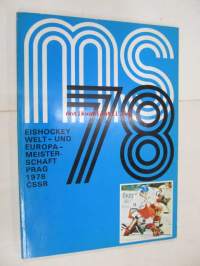 ms
78
EISHOCKEY
WELT- UND
EUROPA-
MEISTER-
SCHAFT
PRAG
1978
ČSSR